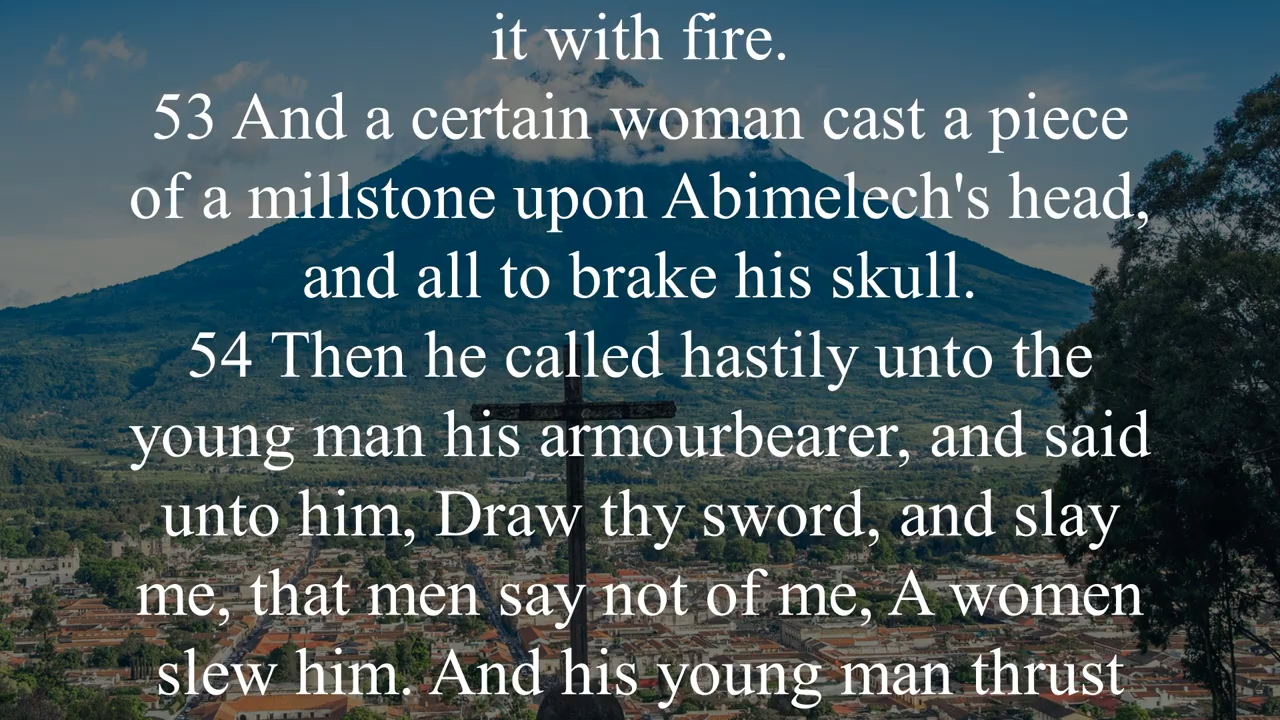 it with fire.
53 And a certain woman cast a piece
of a millstone upon Abimelech's head,
and all to brake his skull.
54 Then he called hastily unto the
young man his armourbearer, and said
unto him, Draw thy sword, and slay
me, that men say not of me, A women
slew him. And his young man thrust